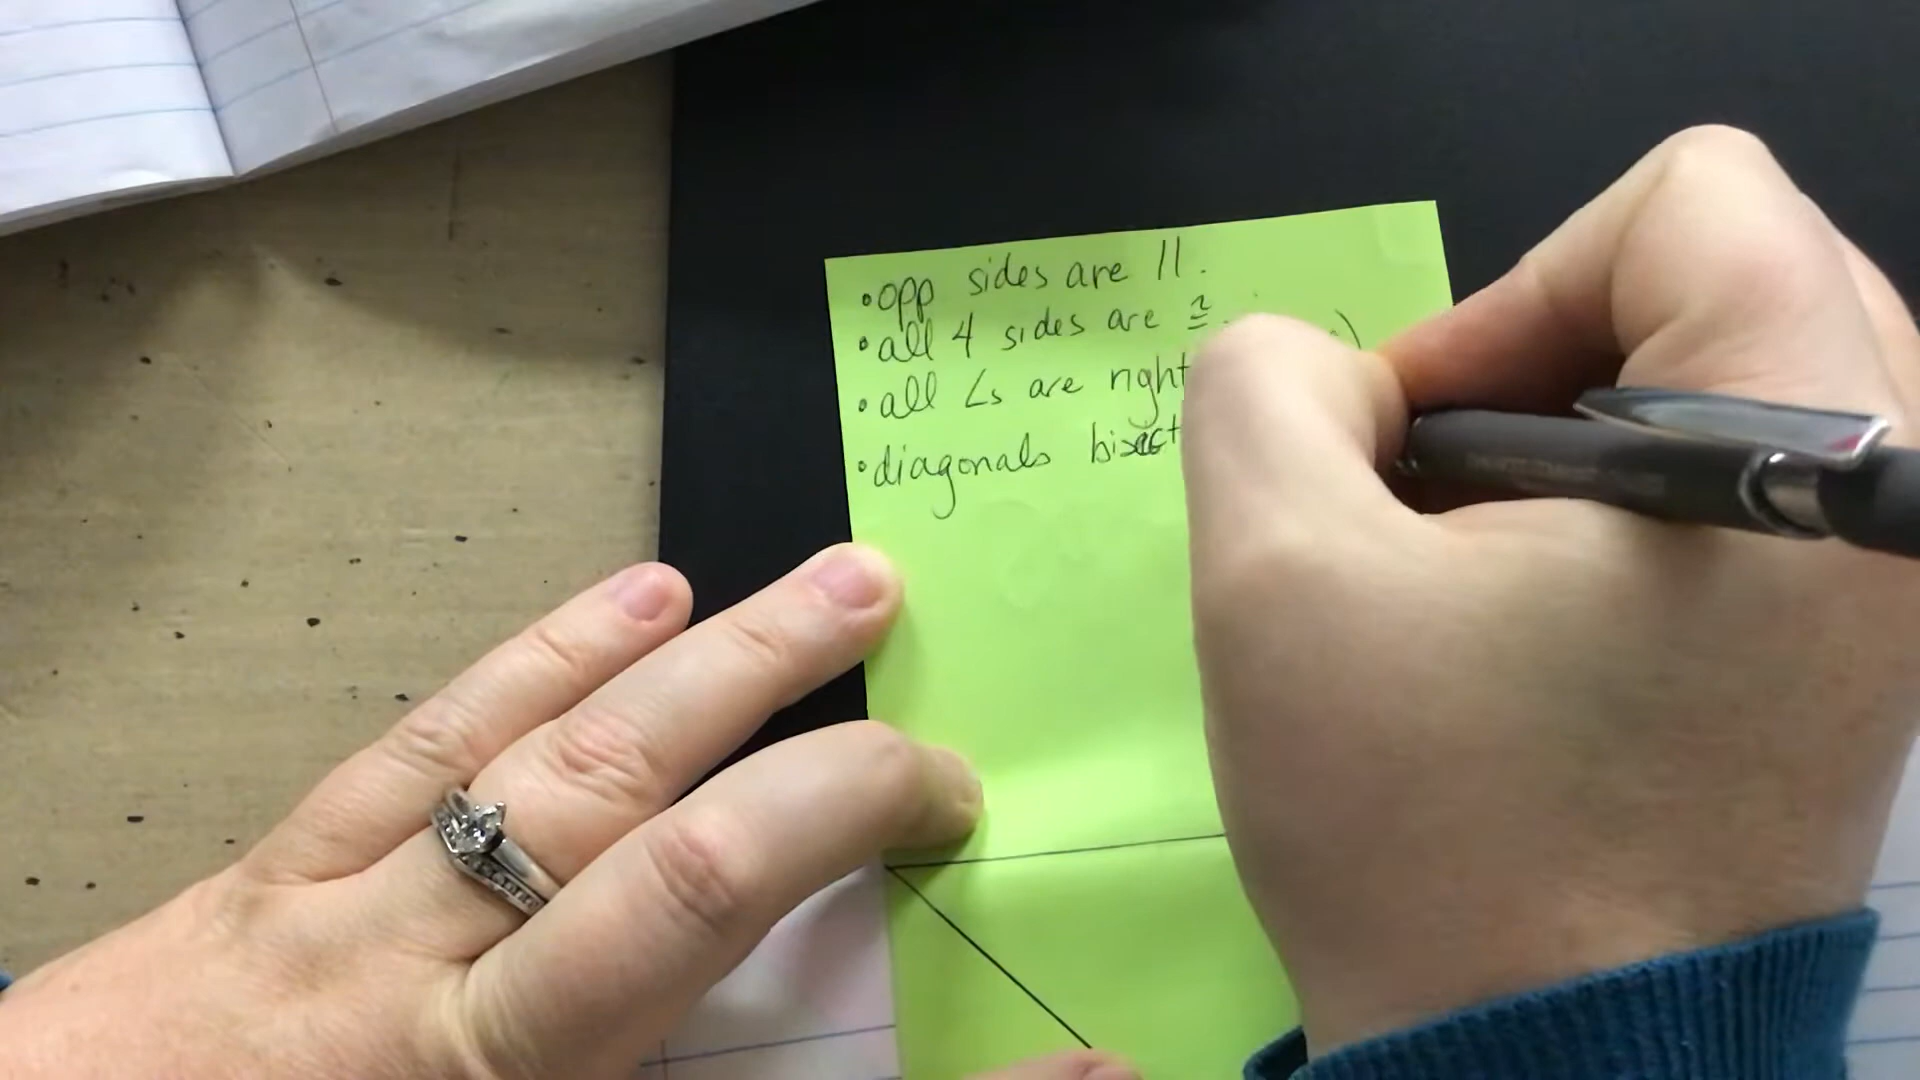 •opp sides are ||.
•all 4 sides are ≅.
•all ∠s are right
•diagonals bisect